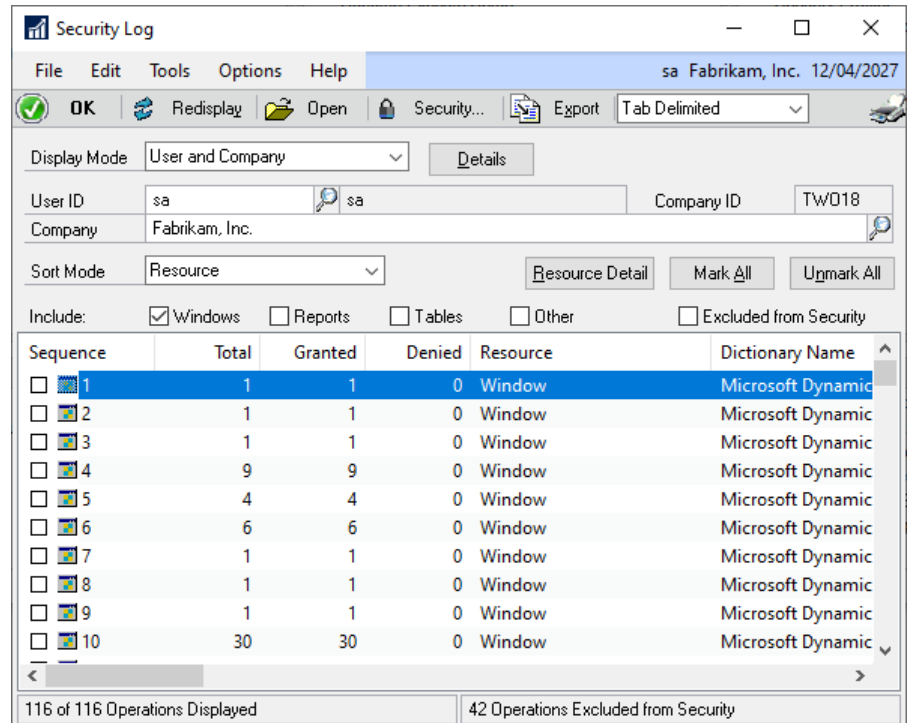 Security Log
File Edit Tools Options Help sa Fabrikam, Inc. 12/04/2027
OK Redisplay Open Security... Export Tab Delimited
Display Mode User and Company Details
User ID sa sa Company ID TWO18
Company Fabrikam, Inc.
Sort Mode Resource Resource Detail Mark All Unmark All
Include: Windows Reports Tables Other Excluded from Security
Sequence Total Granted Denied Resource Dictionary Name
1 1 1 0 Window Microsoft Dynamic
2 1 1 0 Window Microsoft Dynamic
3 1 1 0 Window Microsoft Dynamic
4 9 9 0 Window Microsoft Dynamic
5 4 4 0 Window Microsoft Dynamic
6 6 6 0 Window Microsoft Dynamic
7 1 1 0 Window Microsoft Dynamic
8 1 1 0 Window Microsoft Dynamic
9 1 1 0 Window Microsoft Dynamic
10 30 30 0 Window Microsoft Dynamic
116 of 116 Operations Displayed 42 Operations Excluded from Security